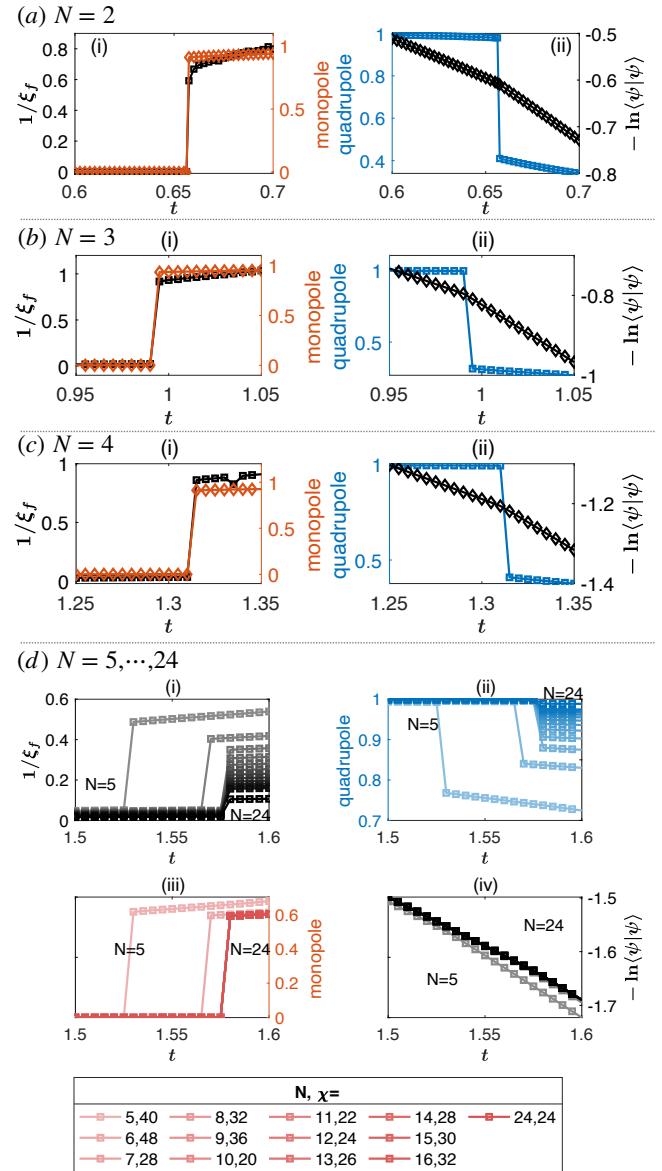 (a) N = 2
(i)
1/ξf
0.8
0.6
0.4
0.2
0
0.6 0.65 0.7
t
1
0.5
0
monopole
(ii)
quadrupole
1
0.8
0.6
0.4
0.6 0.65 0.7
t
-0.5
-0.6
-0.7
-0.8
− ln⟨ψ|ψ⟩
(b) N = 3
(i)
1/ξf
1
0.5
0
0.95 1 1.05
t
1
0.5
0
monopole
(ii)
quadrupole
1
0.5
0.95 1 1.05
t
-0.8
-1
− ln⟨ψ|ψ⟩
(c) N = 4
(i)
1/ξf
1
0.5
0
1.25 1.3 1.35
t
1
0.5
0
monopole
(ii)
quadrupole
1
0.5
1.25 1.3 1.35
t
-1.2
-1.4
− ln⟨ψ|ψ⟩
(d) N = 5,⋯,24
(i)
1/ξf
0.6
0.4
0.2
0
N=5
N=24
1.5 1.55 1.6
t
(ii)
quadrupole
1
0.9
0.8
0.7
N=5
N=24
1.5 1.55 1.6
t
(iii)
N=5
N=24
1.5 1.55 1.6
t
0.6
0.4
0.2
0
monopole
(iv)
N=24
N=5
1.5 1.55 1.6
t
-1.5
-1.6
-1.7
− ln⟨ψ|ψ⟩
N, χ=
5,40 8,32 11,22 14,28 24,24
6,48 9,36 12,24 15,30
7,28 10,20 13,26 16,32